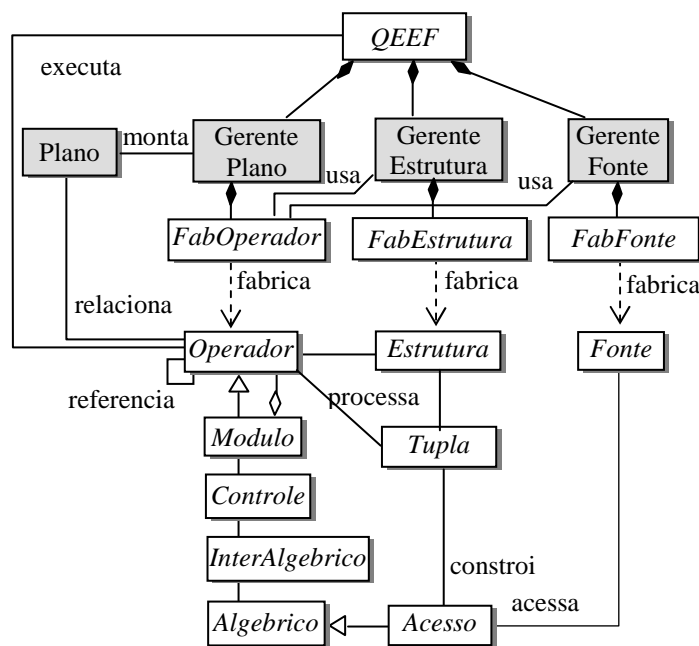 QEEF
executa
Plano
monta
Gerente
Plano
Gerente
Estrutura
Gerente
Fonte
usa
usa
FabOperador
FabEstrutura
FabFonte
fabrica
fabrica
fabrica
relaciona
Operador
Estrutura
Fonte
referencia
processa
Modulo
Tupla
Controle
InterAlgebrico
constroi
acessa
Algebrico
Acesso